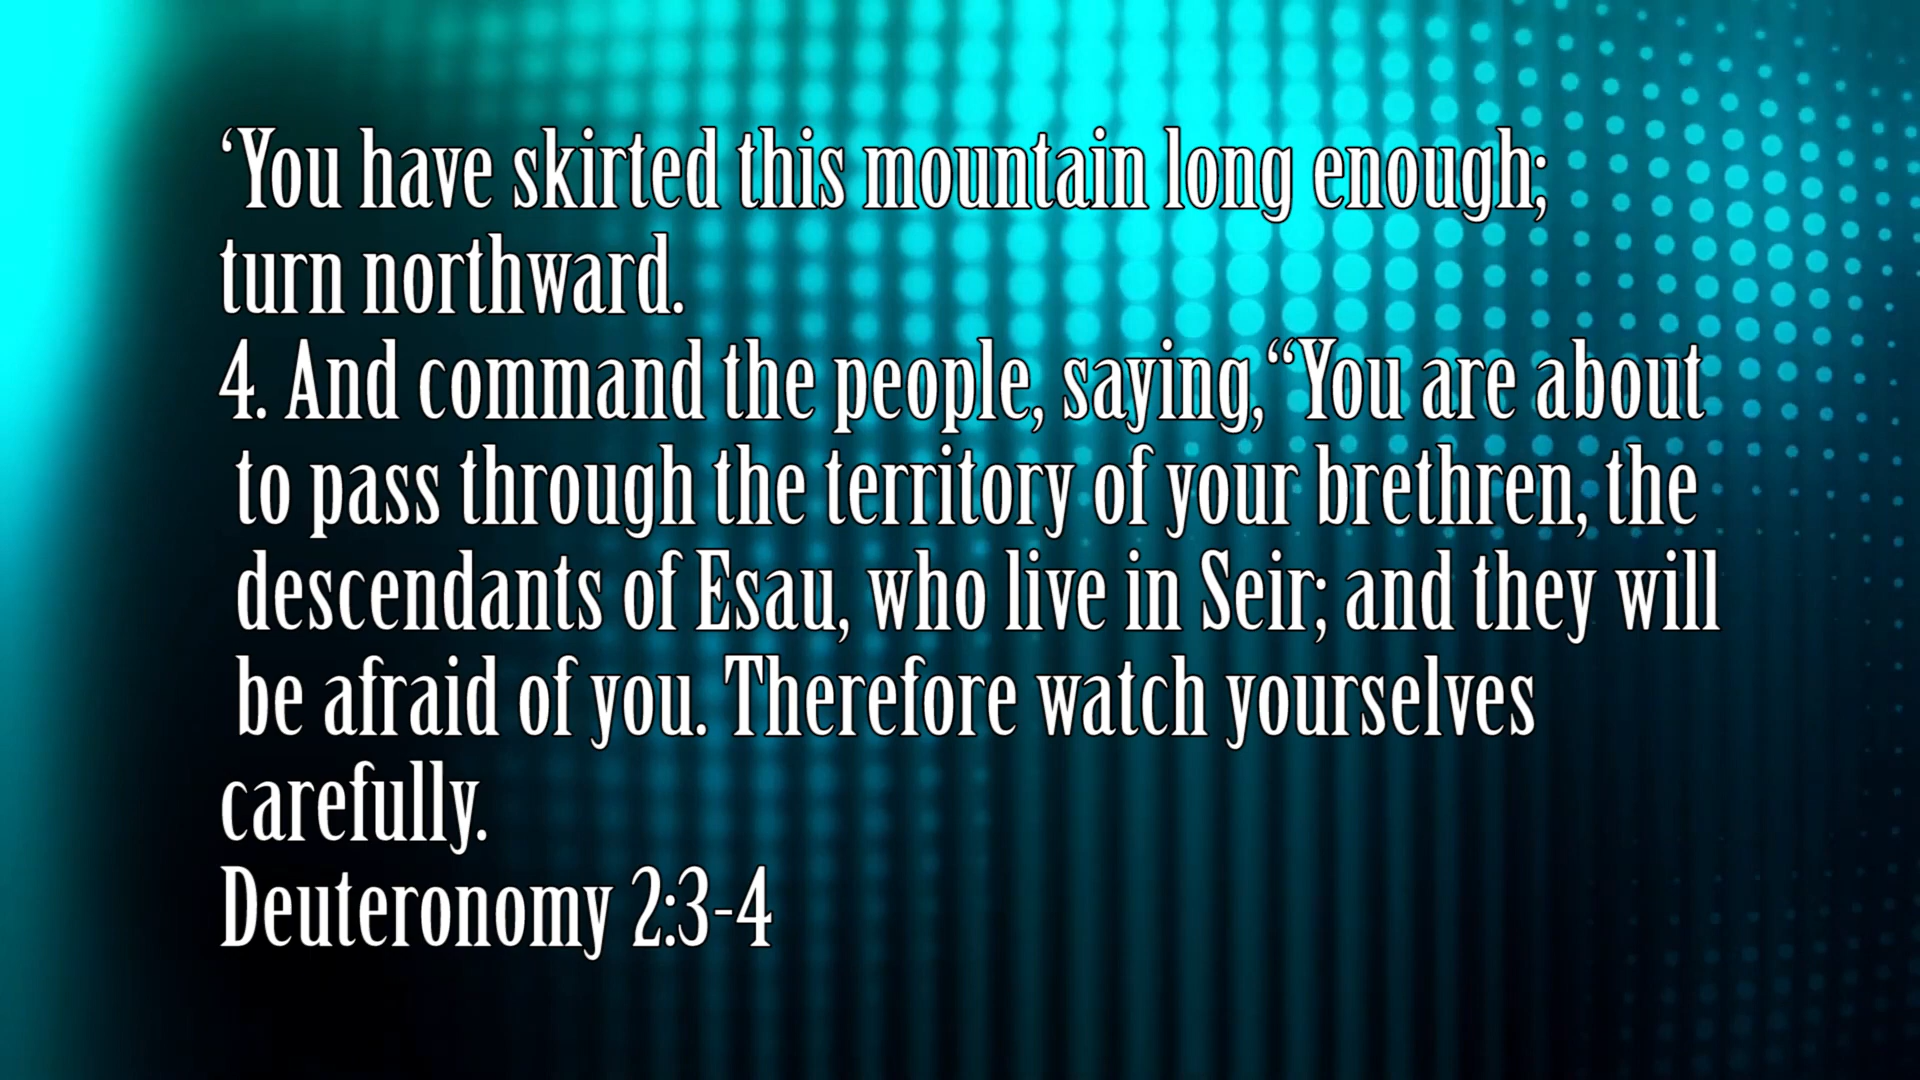 ‘You have skirted this mountain long enough;
turn northward.
4. And command the people, saying, “You are about
to pass through the territory of your brethren, the
descendants of Esau, who live in Seir; and they will
be afraid of you. Therefore watch yourselves
carefully.
Deuteronomy 2:3-4